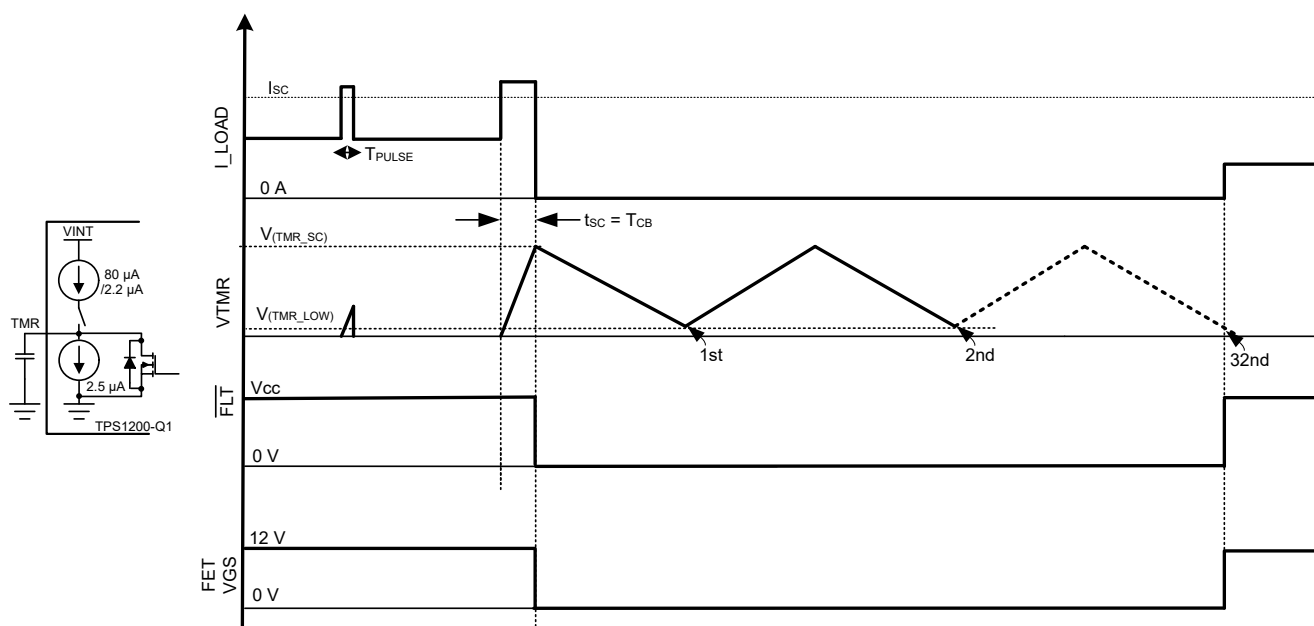 I_LOAD
ISC
TPULSE
0 A
tSC = TCB
VTMR
V(TMR_SC)
V(TMR_LOW)
1st
2nd
32nd
VINT
80 µA
/2.2 µA
TMR
2.5 µA
TPS1200-Q1
FLT
Vcc
0 V
FET
VGS
12 V
0 V